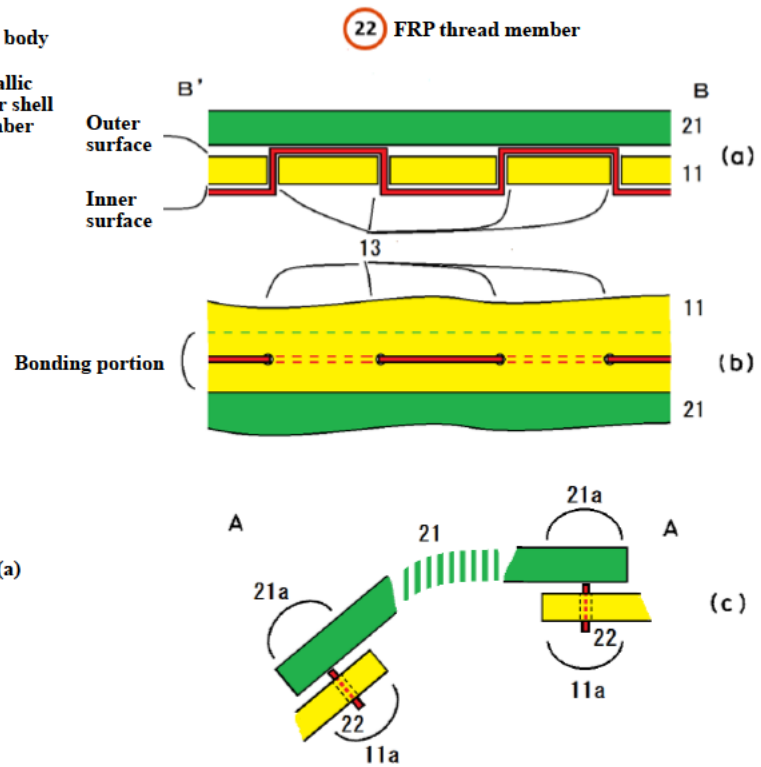 body
22 FRP thread member
allic
r shell
nber
B'
B
Outer
surface
21
(a)
11
Inner
surface
13
11
Bonding portion
(b)
21
21a
A
21
A
(a)
21a
(c)
22
11a
22
11a